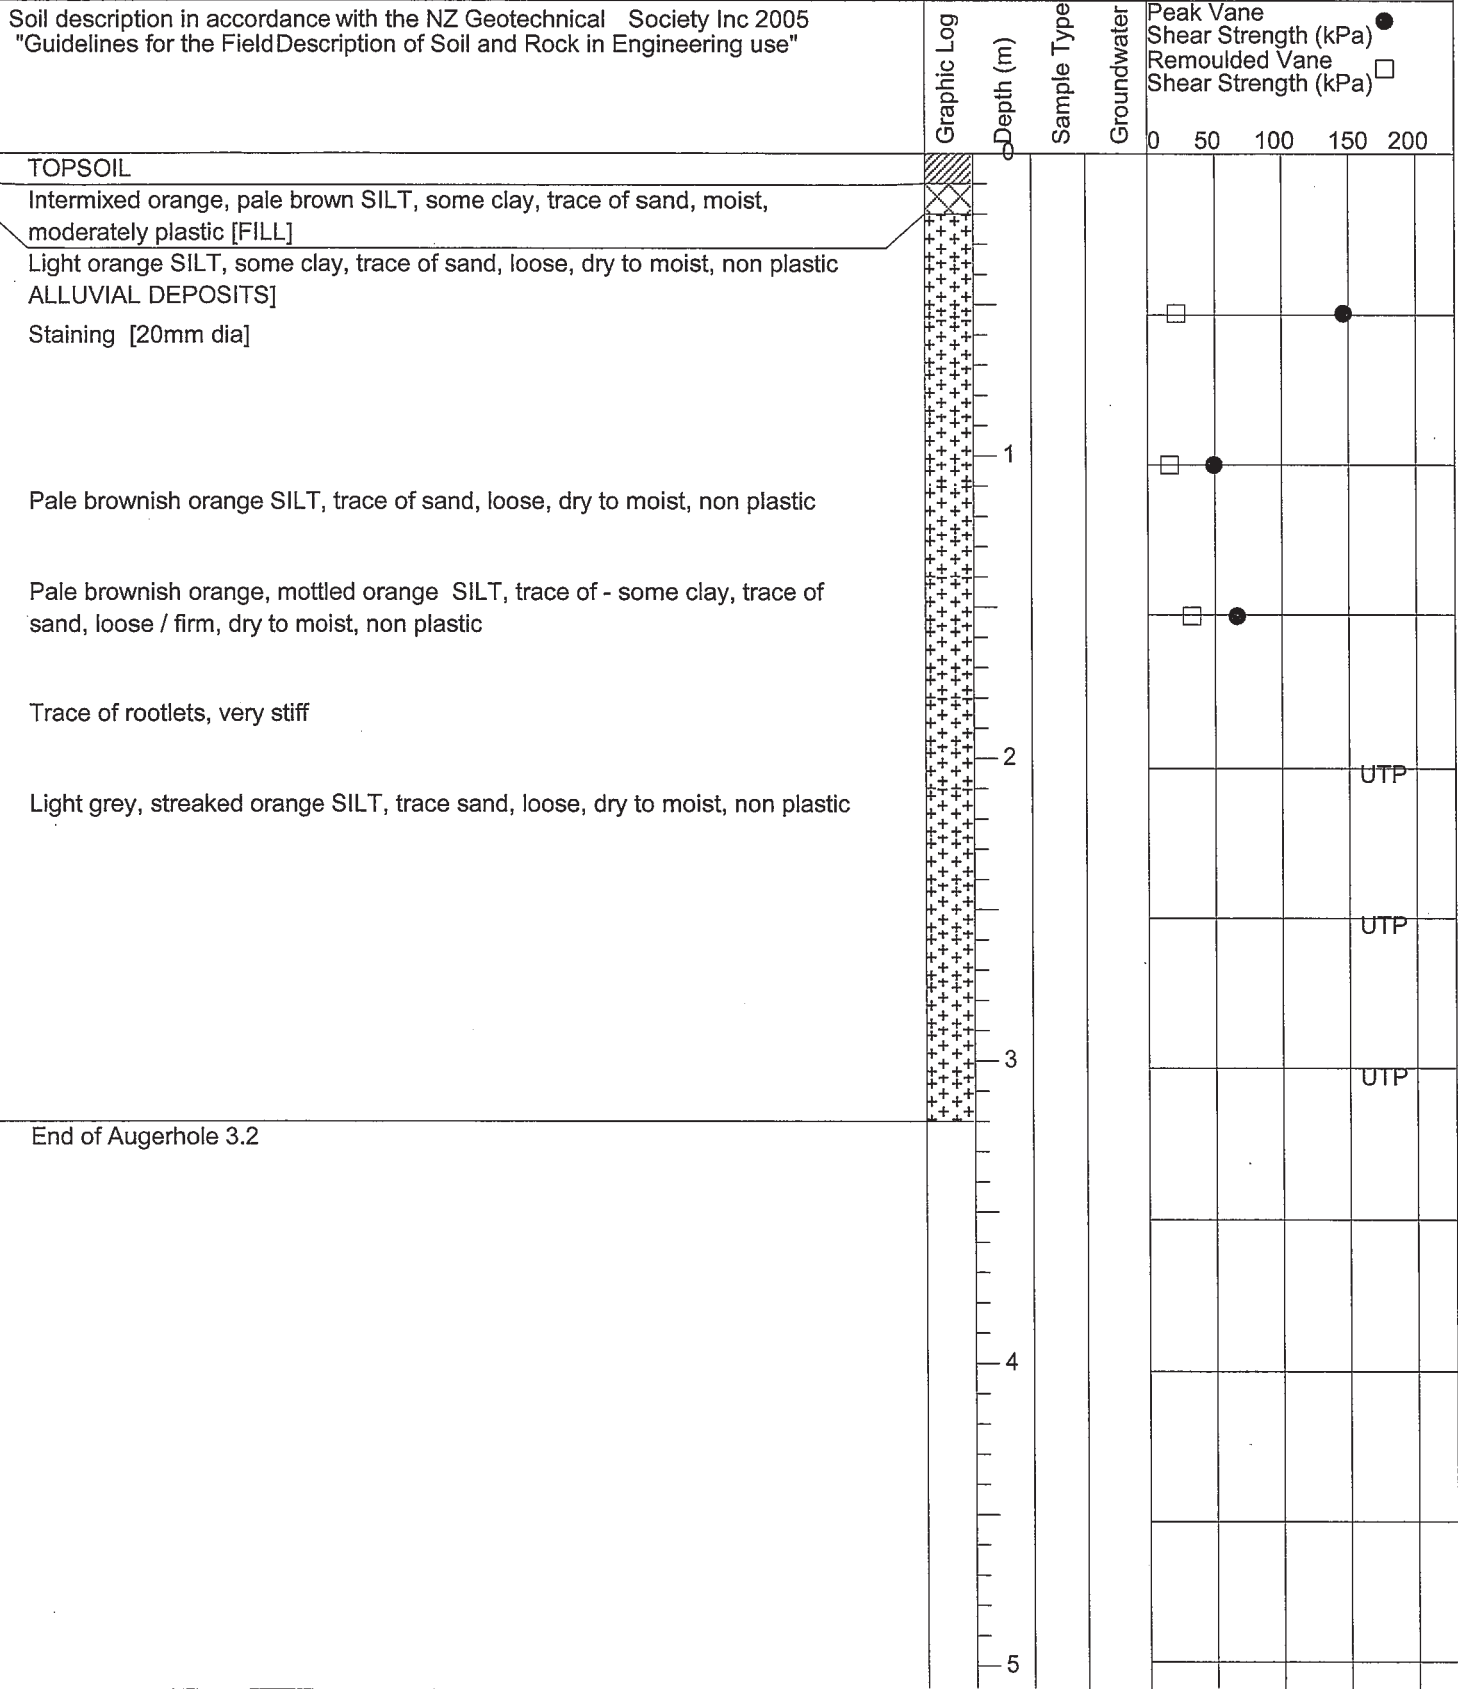 Soil description in accordance with the NZ Geotechnical Society Inc 2005
"Guidelines for the Field Description of Soil and Rock in Engineering use"
Graphic Log
Depth (m)
Sample Type
Groundwater
Peak Vane
Shear Strength (kPa)
Remoulded Vane
Shear Strength (kPa)
0 50 100 150 200
0
TOPSOIL
Intermixed orange, pale brown SILT, some clay, trace of sand, moist,
moderately plastic [FILL]
Light orange SILT, some clay, trace of sand, loose, dry to moist, non plastic
ALLUVIAL DEPOSITS]
Staining [20mm dia]
1
Pale brownish orange SILT, trace of sand, loose, dry to moist, non plastic
Pale brownish orange, mottled orange SILT, trace of - some clay, trace of
sand, loose / firm, dry to moist, non plastic
Trace of rootlets, very stiff
2
UTP
Light grey, streaked orange SILT, trace sand, loose, dry to moist, non plastic
UTP
3
UTP
End of Augerhole 3.2
4
5